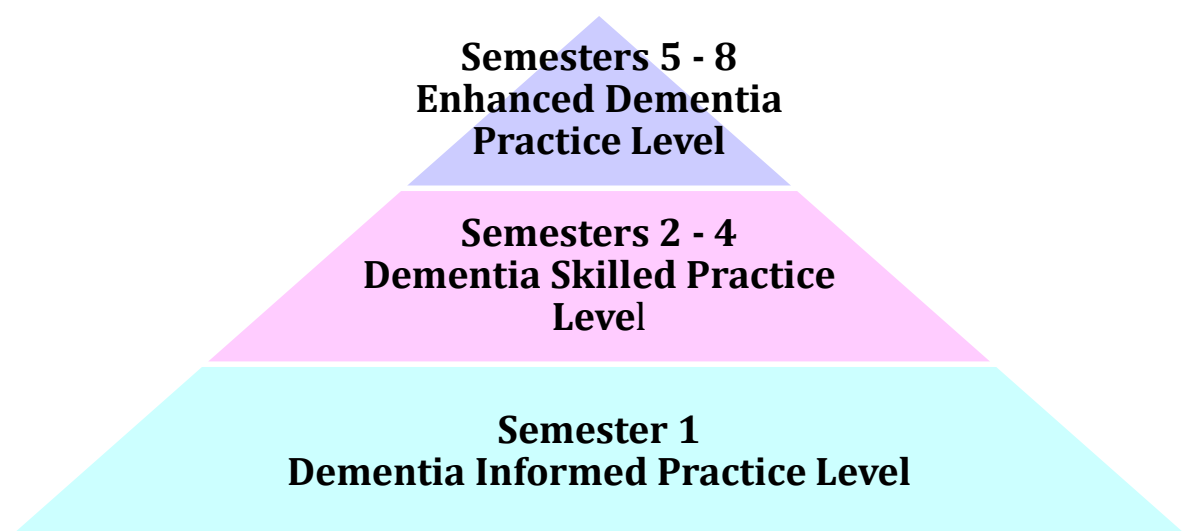 Semesters 5 - 8
Enhanced Dementia
Practice Level
Semesters 2 - 4
Dementia Skilled Practice
Level
Semester 1
Dementia Informed Practice Level